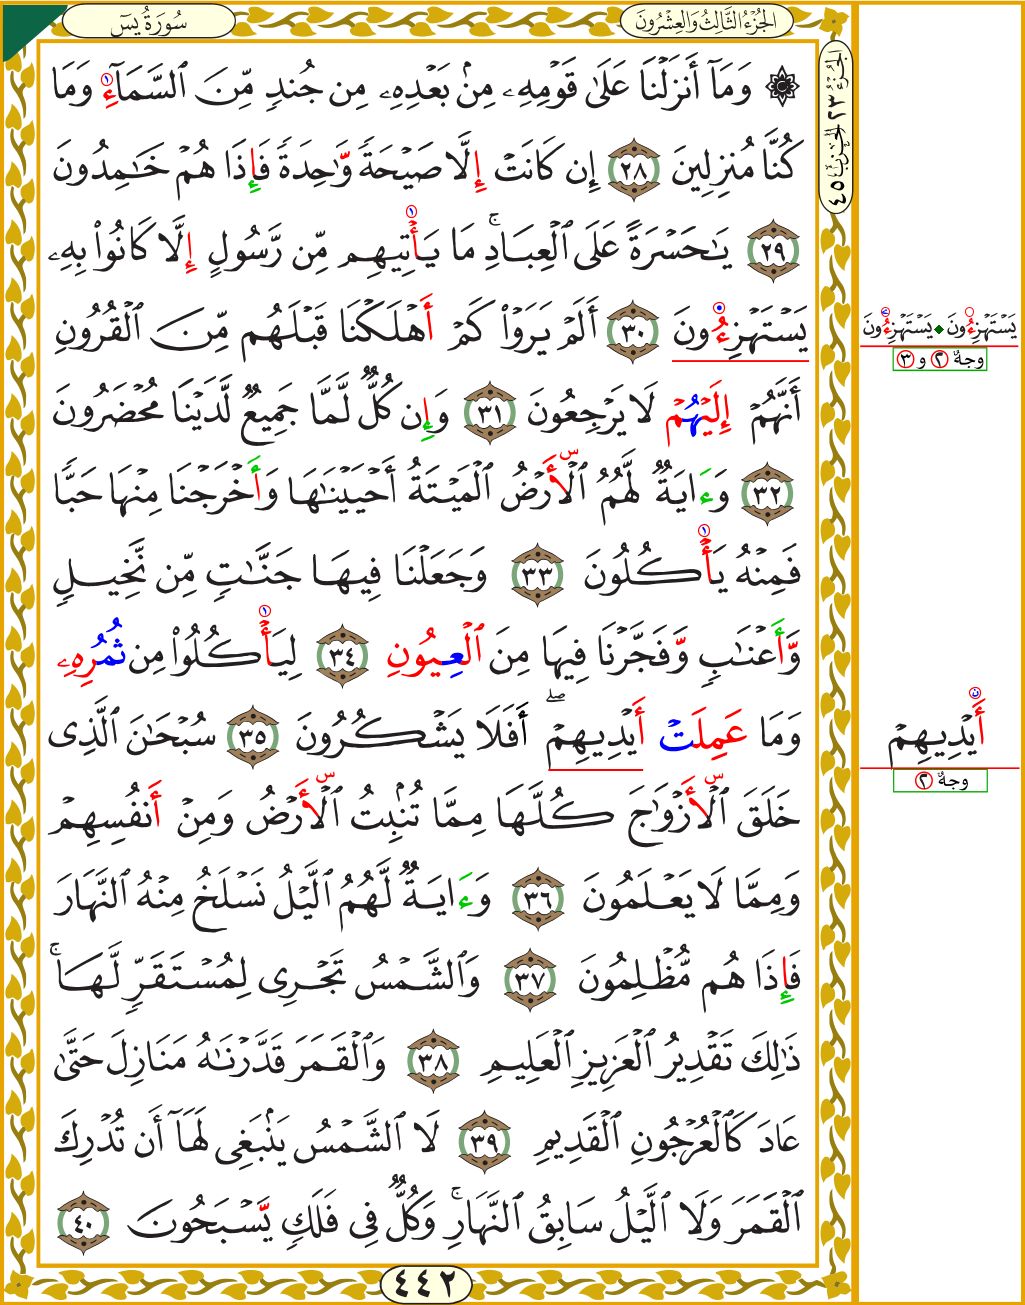 سُورَةُ يسٓ
الجُزْءُ الثَّالِثُ وَالعِشْرُونَ
الجُزْءُ ٢٣ الحِزْبُ ٤٥
۞ وَمَآ أَنزَلْنَا عَلَىٰ قَوْمِهِۦ مِنۢ بَعْدِهِۦ مِن جُندٍ مِّنَ ٱلسَّمَآءِ وَمَا
كُنَّا مُنزِلِينَ ٢٨ إِن كَانَتْ إِلَّا صَيْحَةً وَٰحِدَةً فَإِذَا هُمْ خَٰمِدُونَ
٢٩ يَٰحَسْرَةً عَلَى ٱلْعِبَادِۚ مَا يَأْتِيهِم مِّن رَّسُولٍ إِلَّا كَانُوا۟ بِهِۦ
يَسْتَهْزِءُونَ ٣٠ أَلَمْ يَرَوْا۟ كَمْ أَهْلَكْنَا قَبْلَهُم مِّنَ ٱلْقُرُونِ
أَنَّهُمْ إِلَيْهُمْ لَا يَرْجِعُونَ ٣١ وَإِن كُلٌّ لَّمَا جَمِيعٌ لَّدَيْنَا مُحْضَرُونَ
٣٢ وَءَايَةٌ لَّهُمُ ٱلْأَرْضُ ٱلْمَيْتَةُ أَحْيَيْنَٰهَا وَأَخْرَجْنَا مِنْهَا حَبًّا
فَمِنْهُ يَأْكُلُونَ ٣٣ وَجَعَلْنَا فِيهَا جَنَّٰتٍ مِّن نَّخِيلٍ
وَأَعْنَٰبٍ وَفَجَّرْنَا فِيهَا مِنَ ٱلْعِيُونِ ٣٤ لِيَأْكُلُوا۟ مِن ثُمُرِهِۦ
وَمَا عَمِلَتْ أَيْدِيهِمْۖ أَفَلَا يَشْكُرُونَ ٣٥ سُبْحَٰنَ ٱلَّذِى
خَلَقَ ٱلْأَزْوَٰجَ كُلَّهَا مِمَّا تُنۢبِتُ ٱلْأَرْضُ وَمِنْ أَنفُسِهِمْ
وَمِمَّا لَا يَعْلَمُونَ ٣٦ وَءَايَةٌ لَّهُمُ ٱلَّيْلُ نَسْلَخُ مِنْهُ ٱلنَّهَارَ
فَإِذَا هُم مُّظْلِمُونَ ٣٧ وَٱلشَّمْسُ تَجْرِى لِمُسْتَقَرٍّ لَّهَاۚ
ذَٰلِكَ تَقْدِيرُ ٱلْعَزِيزِ ٱلْعَلِيمِ ٣٨ وَٱلْقَمَرَ قَدَّرْنَٰهُ مَنَازِلَ حَتَّىٰ
عَادَ كَٱلْعُرْجُونِ ٱلْقَدِيمِ ٣٩ لَا ٱلشَّمْسُ يَنۢبَغِى لَهَآ أَن تُدْرِكَ
ٱلْقَمَرَ وَلَا ٱلَّيْلُ سَابِقُ ٱلنَّهَارِۚ وَكُلٌّ فِى فَلَكٍ يَسْبَحُونَ ٤٠
٤٤٢
يَسْتَهْزِءُونَ ◆ يَسْتَهْزِءُونَ
وجهٌ ٢ و ٣
أَيْدِيهِمْ
وجهٌ ٢